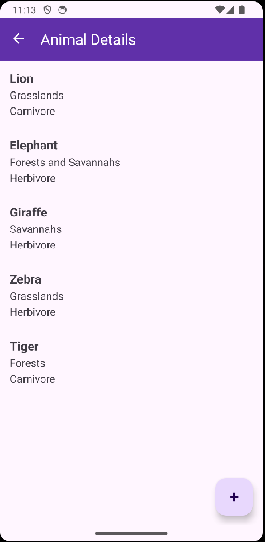 11:13
Animal Details
Lion
Grasslands
Carnivore
Elephant
Forests and Savannahs
Herbivore
Giraffe
Savannahs
Herbivore
Zebra
Grasslands
Herbivore
Tiger
Forests
Carnivore
+